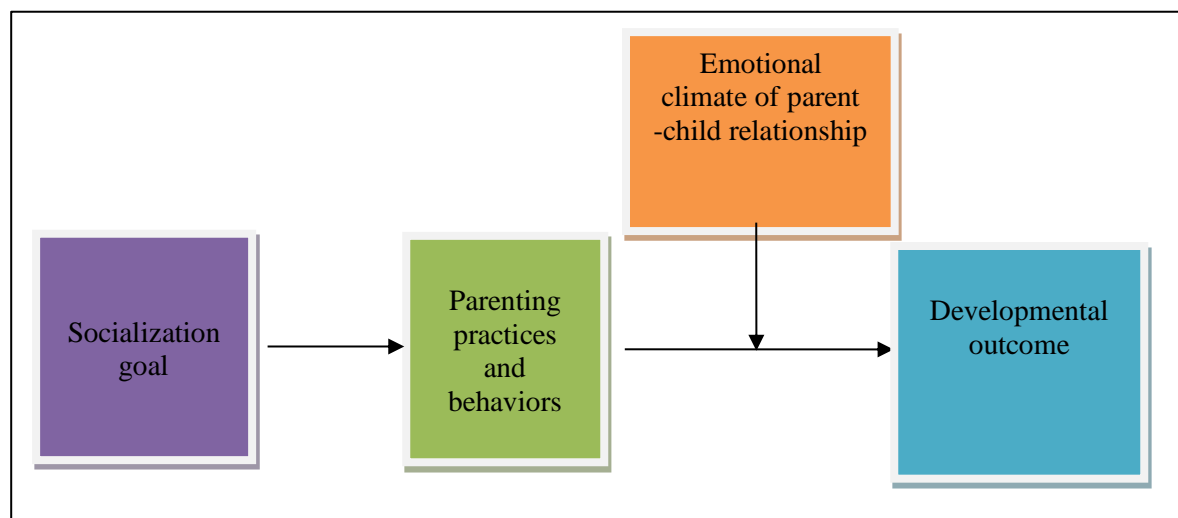 Emotional
climate of parent
-child relationship
Socialization
goal
Parenting
practices
and
behaviors
Developmental
outcome